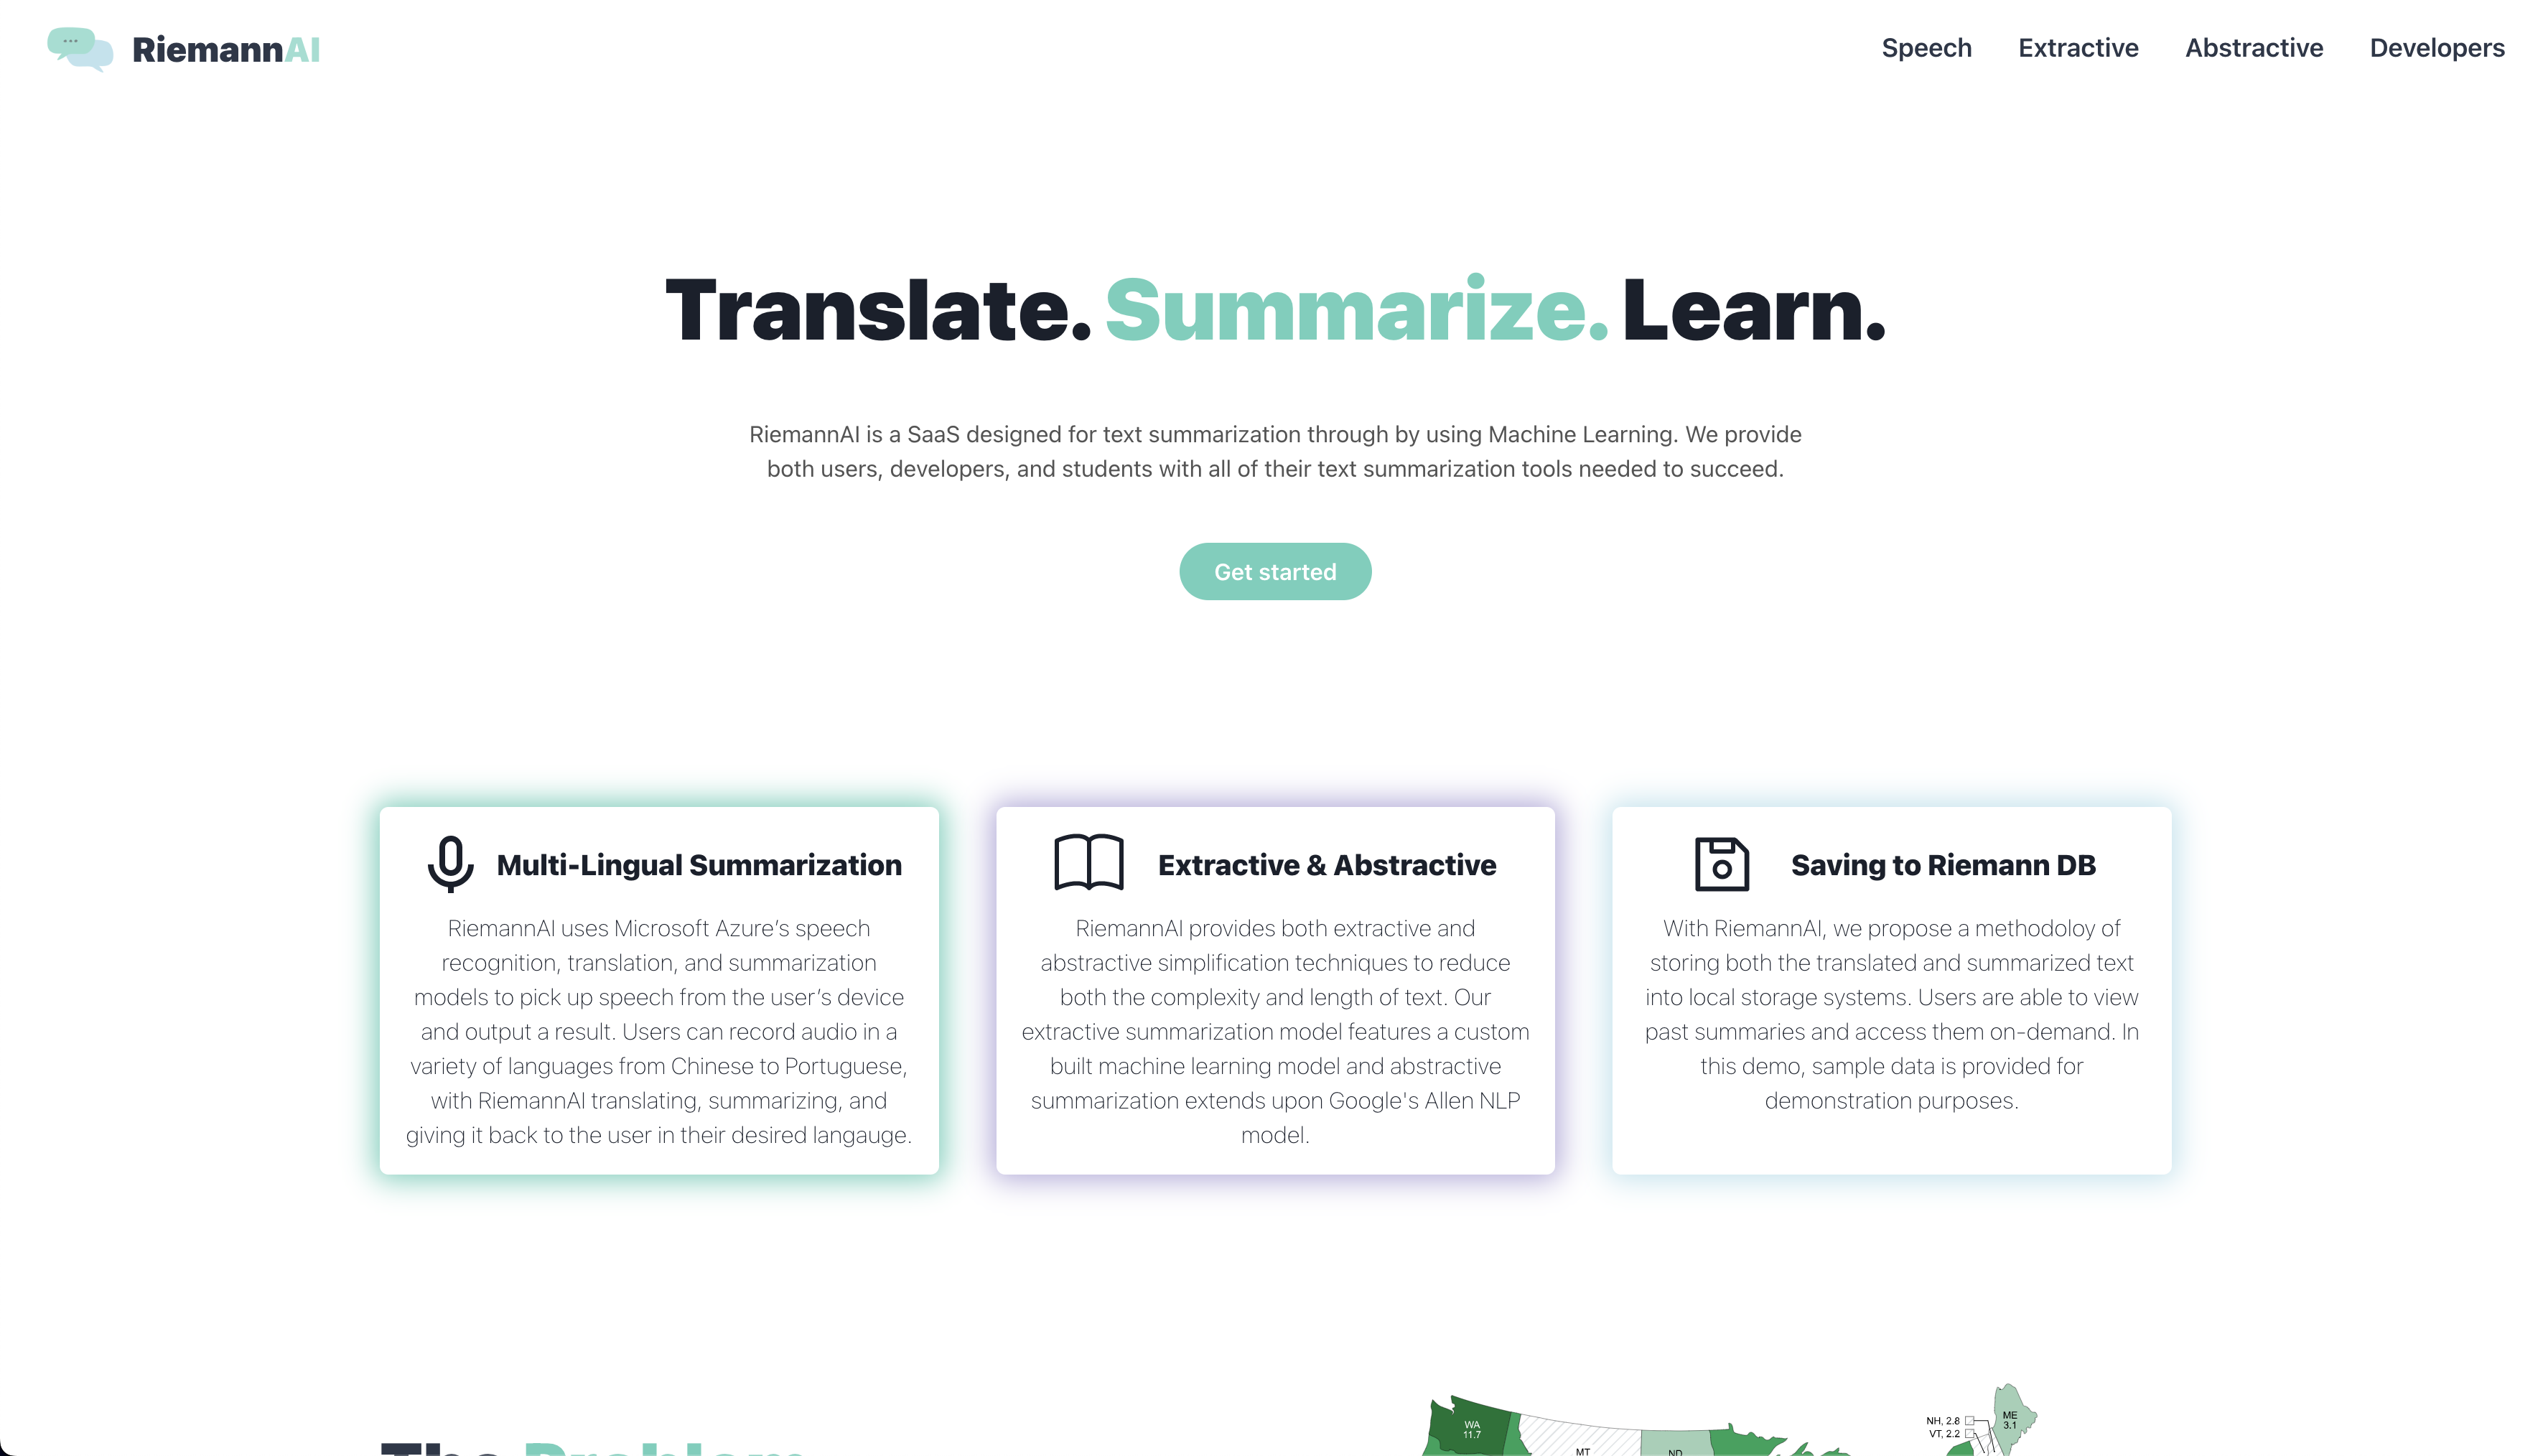 RiemannAI
Speech Extractive Abstractive Developers
Translate. Summarize. Learn.
RiemannAI is a SaaS designed for text summarization through by using Machine Learning. We provide
both users, developers, and students with all of their text summarization tools needed to succeed.
Get started
Multi-Lingual Summarization
RiemannAI uses Microsoft Azure’s speech
recognition, translation, and summarization
models to pick up speech from the user’s device
and output a result. Users can record audio in a
variety of languages from Chinese to Portuguese,
with RiemannAI translating, summarizing, and
giving it back to the user in their desired langauge.
Extractive & Abstractive
RiemannAI provides both extractive and
abstractive simplification techniques to reduce
both the complexity and length of text. Our
extractive summarization model features a custom
built machine learning model and abstractive
summarization extends upon Google's Allen NLP
model.
Saving to Riemann DB
With RiemannAI, we propose a methodoloy of
storing both the translated and summarized text
into local storage systems. Users are able to view
past summaries and access them on-demand. In
this demo, sample data is provided for
demonstration purposes.
The Problem
WA
11.7
MT
ND
NH, 2.8
VT, 2.2
ME
3.1